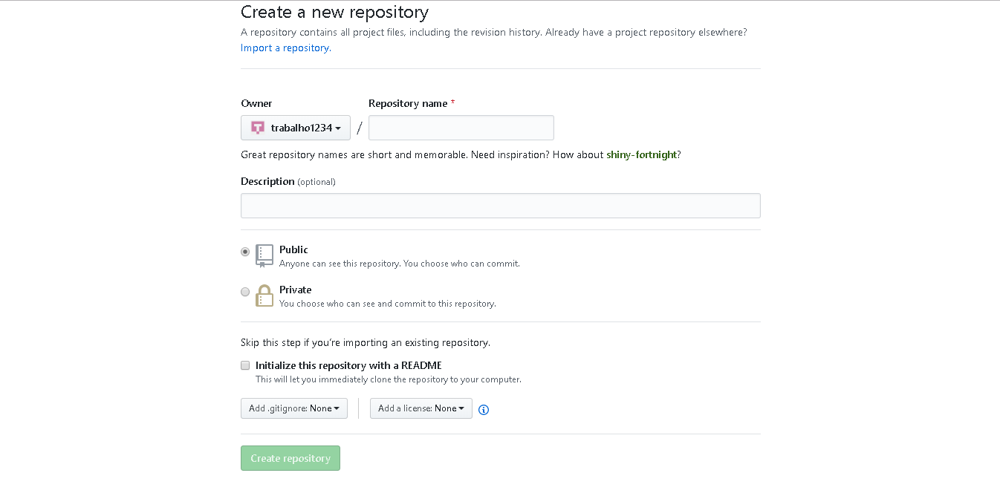 Create a new repository
A repository contains all project files, including the revision history. Already have a project repository elsewhere?
Import a repository.
Owner
Repository name *
T trabalho1234 /
Great repository names are short and memorable. Need inspiration? How about shiny-fortnight?
Description (optional)
Public
Anyone can see this repository. You choose who can commit.
Private
You choose who can see and commit to this repository.
Skip this step if you’re importing an existing repository.
Initialize this repository with a README
This will let you immediately clone the repository to your computer.
Add .gitignore: None
Add a license: None
Create repository